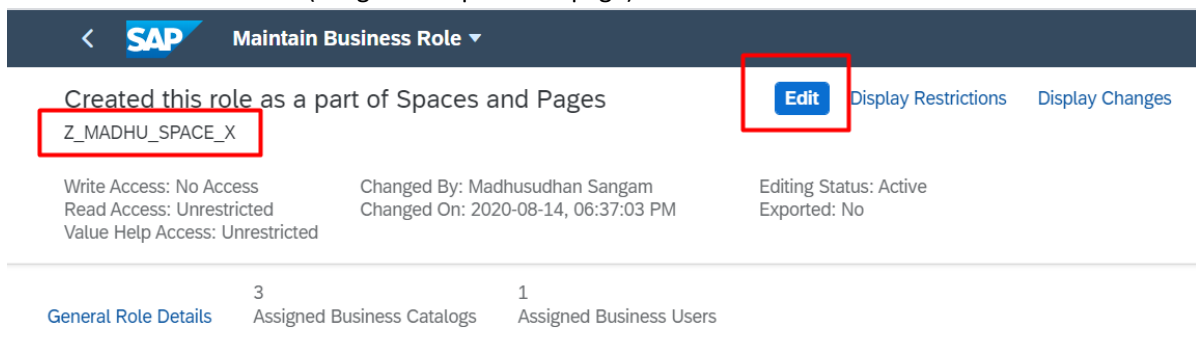 SAP Maintain Business Role
Created this role as a part of Spaces and Pages Edit Display Restrictions Display Changes
Z_MADHU_SPACE_X
Write Access: No Access Changed By: Madhusudhan Sangam Editing Status: Active
Read Access: Unrestricted Changed On: 2020-08-14, 06:37:03 PM Exported: No
Value Help Access: Unrestricted
3 1
General Role Details Assigned Business Catalogs Assigned Business Users